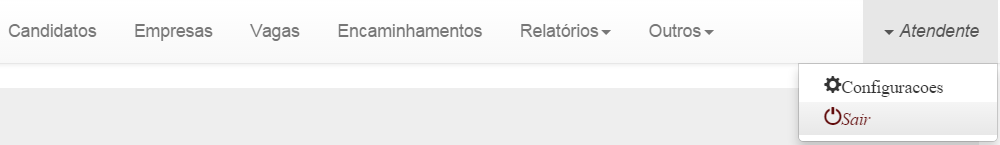 Candidatos Empresas Vagas Encaminhamentos Relatórios Outros Atendente
Configuracoes
Sair